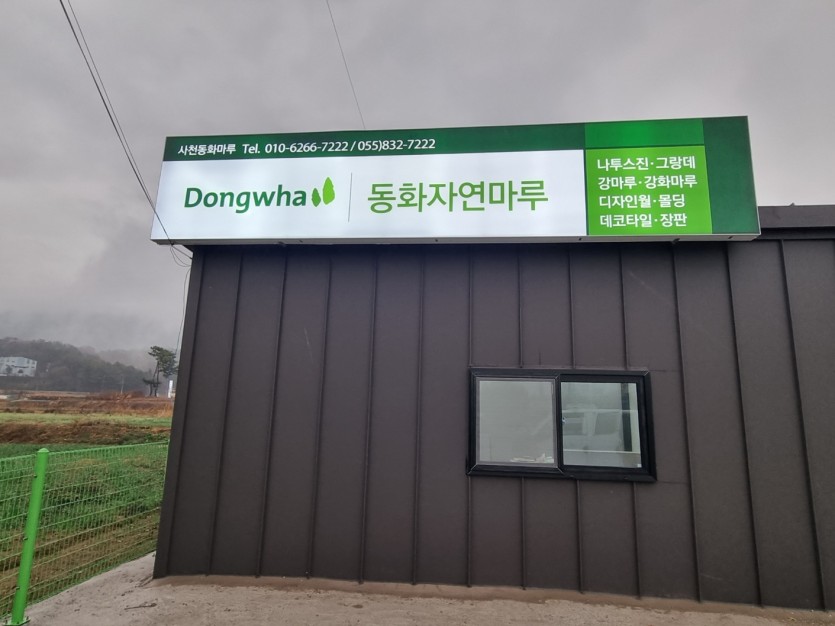 사천동화마루 Tel. 010-6266-7222 / 055)832-7222
Dongwha 동화자연마루
나투스진·그랑데
강마루·강화마루
디자인월·몰딩
데코타일·장판